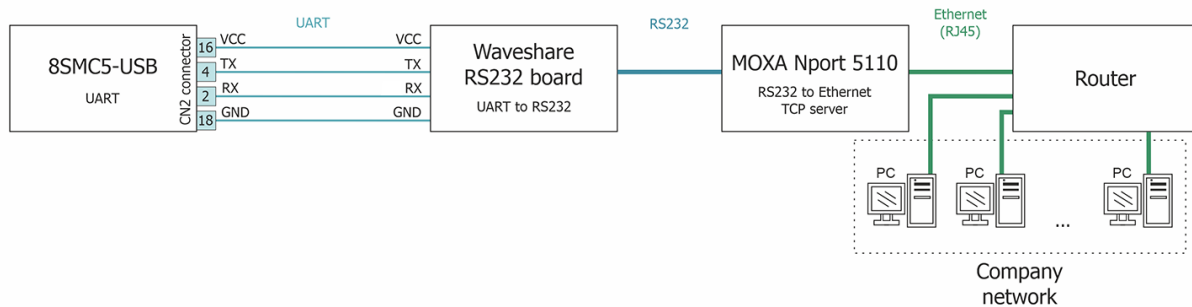 UART
RS232
Ethernet
(RJ45)
8SMC5-USB
UART
CN2 connector
16 VCC
4 TX
2 RX
18 GND
VCC
TX
RX
GND
Waveshare
RS232 board
UART to RS232
MOXA Nport 5110
RS232 to Ethernet
TCP server
Router
PC
PC
PC
...
Company
network